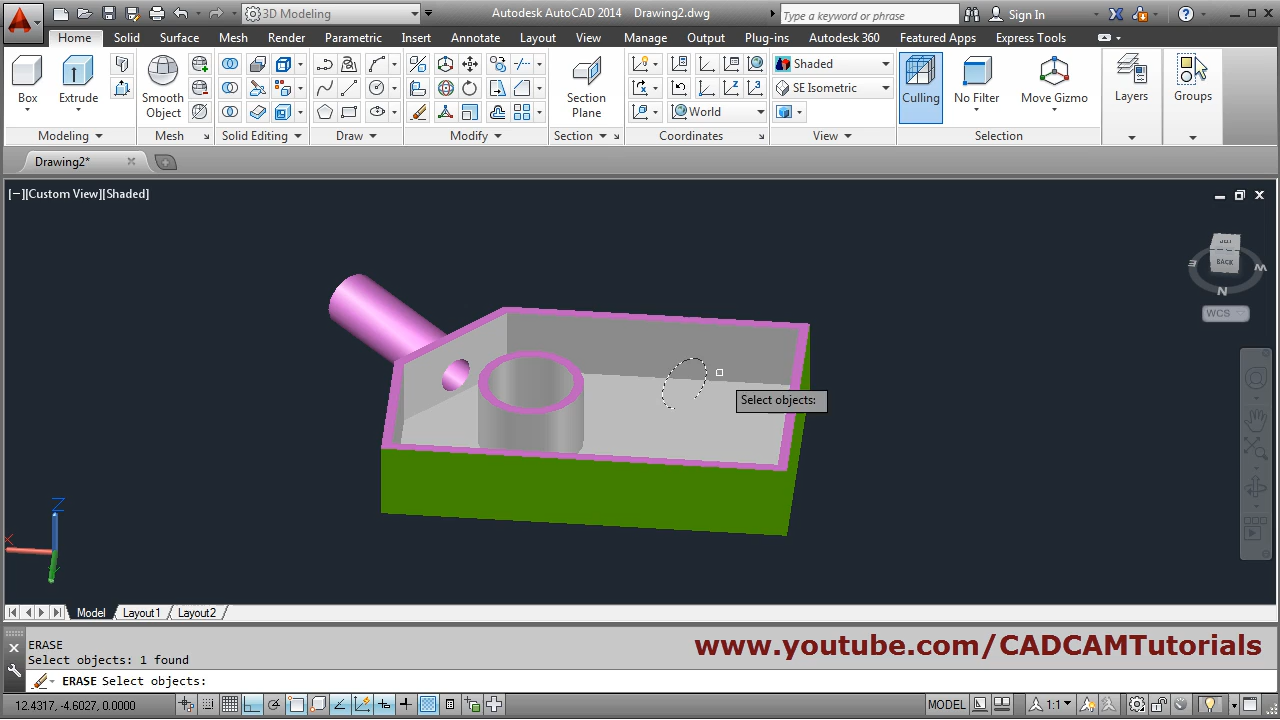 3D Modeling
Autodesk AutoCAD 2014 Drawing2.dwg
Type a keyword or phrase
Sign In
Home Solid Surface Mesh Render Parametric Insert Annotate Layout View Manage Output Plug-ins Autodesk 360 Featured Apps Express Tools
Box
Extrude
Smooth Object
Section Plane
World
Shaded
SE Isometric
Culling
No Filter
Move Gizmo
Layers
Groups
Modeling Mesh Solid Editing Draw Modify Section Coordinates View Selection
Drawing2*
[−][Custom View][Shaded]
BACK
E
W
N
WCS
Select objects:
Z
X
Y
Model Layout1 Layout2
ERASE
Select objects: 1 found
ERASE Select objects:
www.youtube.com/CADCAMTutorials
12.4317, -4.6027, 0.0000
MODEL
1:1